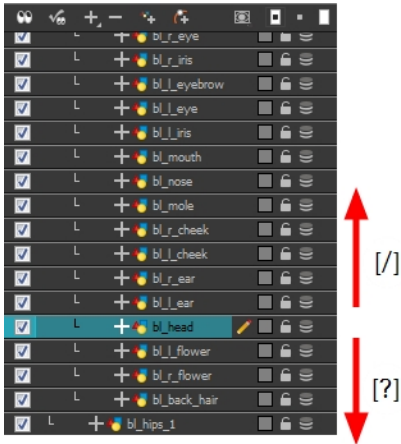 bl_r_eye
bl_r_iris
bl_l_eyebrow
bl_l_eye
bl_l_iris
bl_mouth
bl_nose
bl_mole
bl_r_cheek
bl_l_cheek
[/]
bl_r_ear
bl_l_ear
bl_head
bl_l_flower
bl_r_flower
[?]
bl_back_hair
bl_hips_1